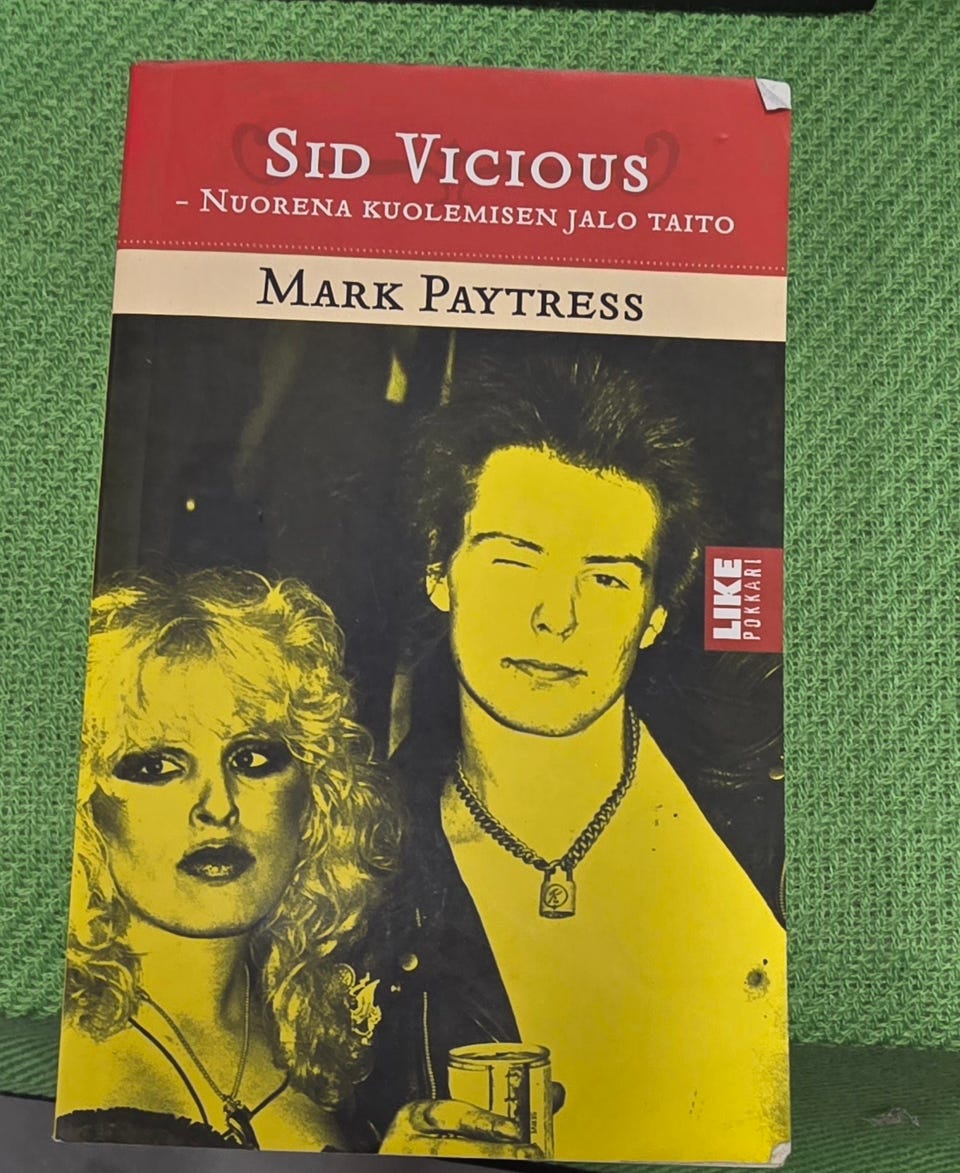 Sid Vicious
– Nuorena kuolemisen jalo taito
Mark Paytress
LIKE
POKKARI